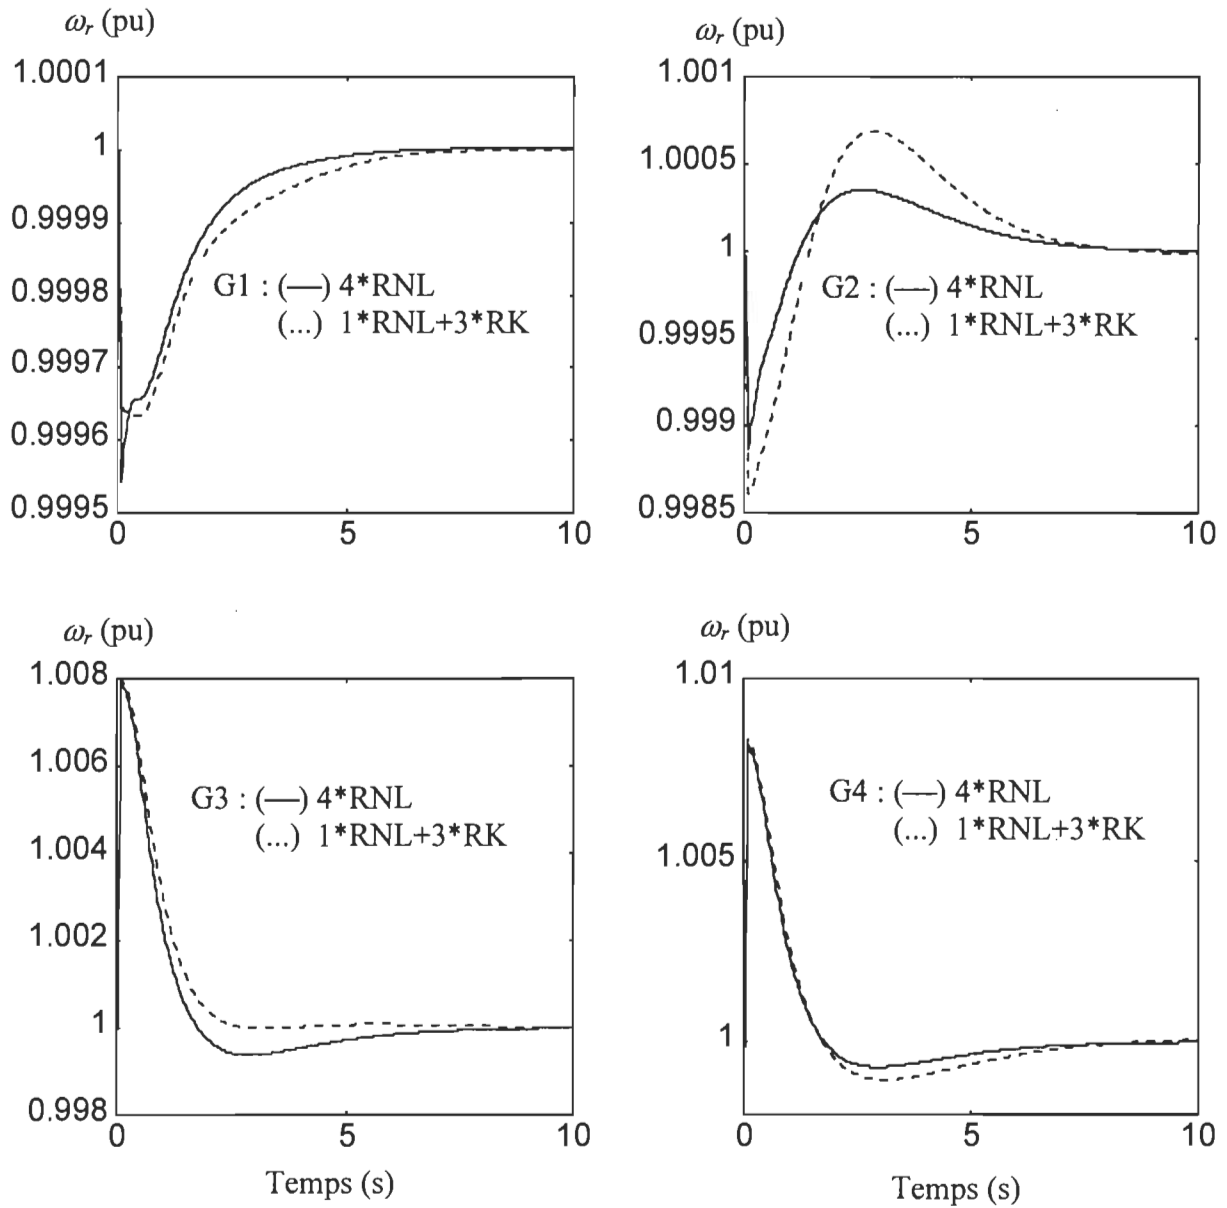 ωr (pu)
1.0001
1
0.9999
0.9998
0.9997
0.9996
0.9995
0
5
10
G1 : (—) 4*RNL
(...) 1*RNL+3*RK
ωr (pu)
1.001
1.0005
1
0.9995
0.999
0.9985
0
5
10
G2 : (—) 4*RNL
(...) 1*RNL+3*RK
ωr (pu)
1.008
1.006
1.004
1.002
1
0.998
0
5
10
G3 : (—) 4*RNL
(...) 1*RNL+3*RK
Temps (s)
ωr (pu)
1.01
1.005
1
0
5
10
G4 : (—) 4*RNL
(...) 1*RNL+3*RK
Temps (s)